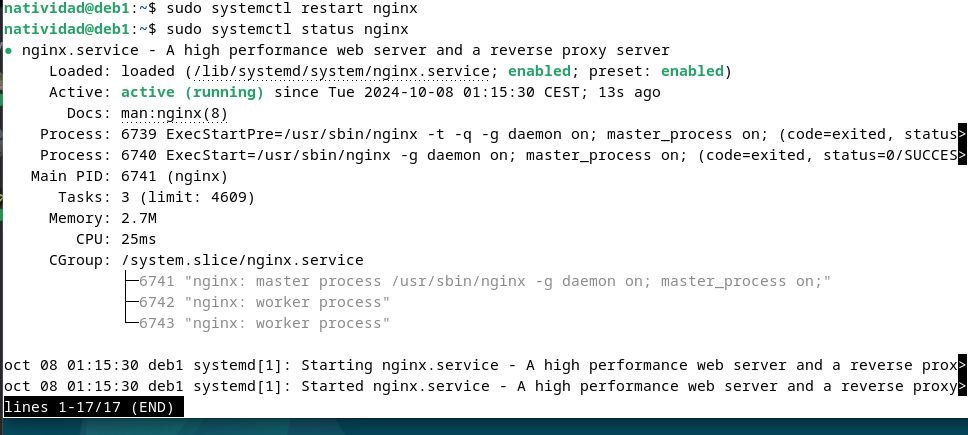 natividad@deb1:~$ sudo systemctl restart nginx
natividad@deb1:~$ sudo systemctl status nginx
● nginx.service - A high performance web server and a reverse proxy server
     Loaded: loaded (/lib/systemd/system/nginx.service; enabled; preset: enabled)
     Active: active (running) since Tue 2024-10-08 01:15:30 CEST; 13s ago
       Docs: man:nginx(8)
    Process: 6739 ExecStartPre=/usr/sbin/nginx -t -q -g daemon on; master_process on; (code=exited, status>
    Process: 6740 ExecStart=/usr/sbin/nginx -g daemon on; master_process on; (code=exited, status=0/SUCCES>
   Main PID: 6741 (nginx)
      Tasks: 3 (limit: 4609)
     Memory: 2.7M
        CPU: 25ms
     CGroup: /system.slice/nginx.service
             ├─6741 "nginx: master process /usr/sbin/nginx -g daemon on; master_process on;"
             ├─6742 "nginx: worker process"
             └─6743 "nginx: worker process"
oct 08 01:15:30 deb1 systemd[1]: Starting nginx.service - A high performance web server and a reverse prox>
oct 08 01:15:30 deb1 systemd[1]: Started nginx.service - A high performance web server and a reverse proxy>
lines 1-17/17 (END)